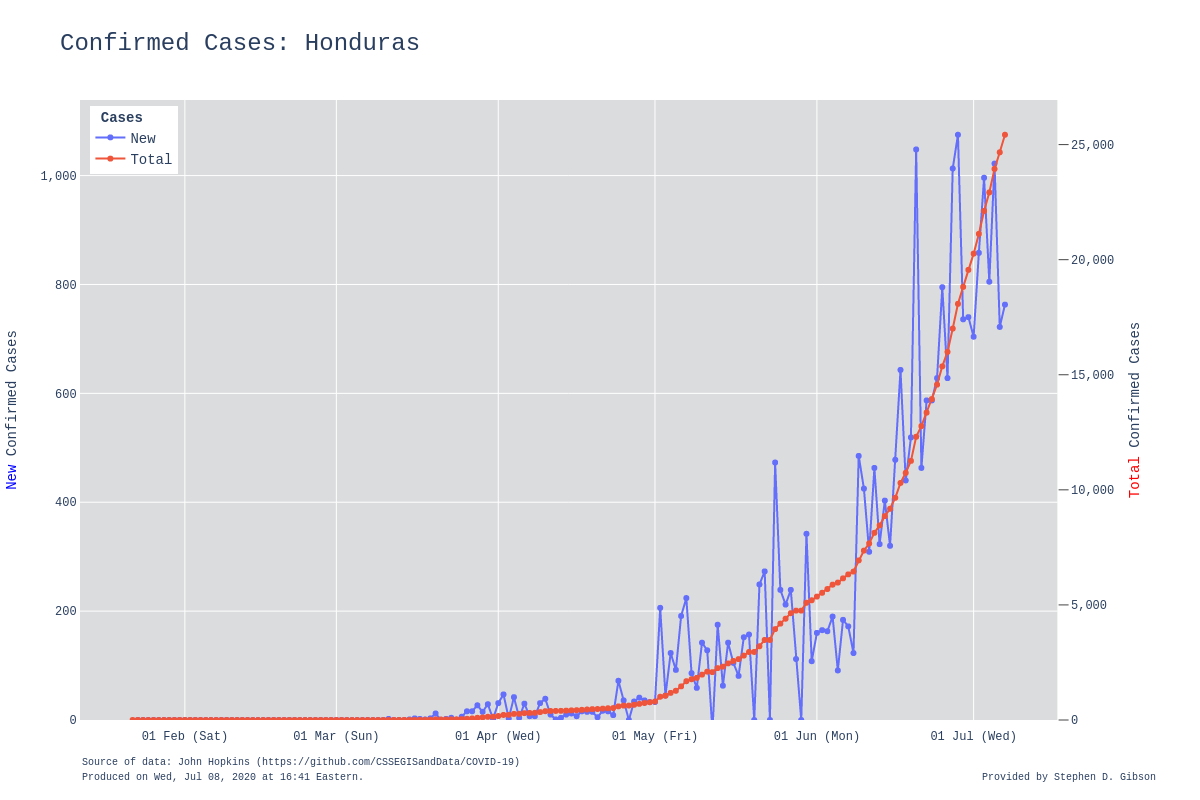 Confirmed Cases: Honduras
Cases
New
Total
1,000
800
600
400
200
0
New Confirmed Cases
25,000
20,000
15,000
10,000
5,000
0
Total Confirmed Cases
01 Feb (Sat)
01 Mar (Sun)
01 Apr (Wed)
01 May (Fri)
01 Jun (Mon)
01 Jul (Wed)
Source of data: John Hopkins (https://github.com/CSSEGISandData/COVID-19)
Produced on Wed, Jul 08, 2020 at 16:41 Eastern.
Provided by Stephen D. Gibson